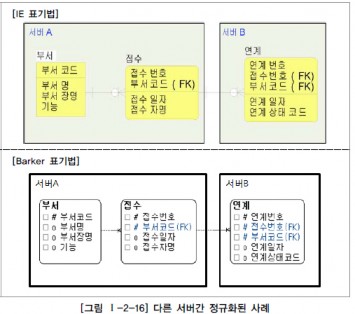 [IE 표기법]
서버 A
서버 B
부서
부서 코드
부서 명
부서 장명
기능
접수
접수 번호
부서 코드 (FK)
접수 일자
접수 자명
연계
연계 번호
접수번호 (FK)
부서코드 (FK)
연계 일자
연계 상태 코드
[Barker 표기법]
서버A
서버B
부서
# 부서코드
o 부서명
o 부서장명
o 기능
접수
# 접수번호
# 부서코드(FK)
o 접수일자
o 접수자명
연계
# 연계번호
# 접수번호(FK)
# 부서코드(FK)
o 연계일자
o 연계상태코드
[그림 Ⅰ-2-16] 다른 서버간 정규화된 사례